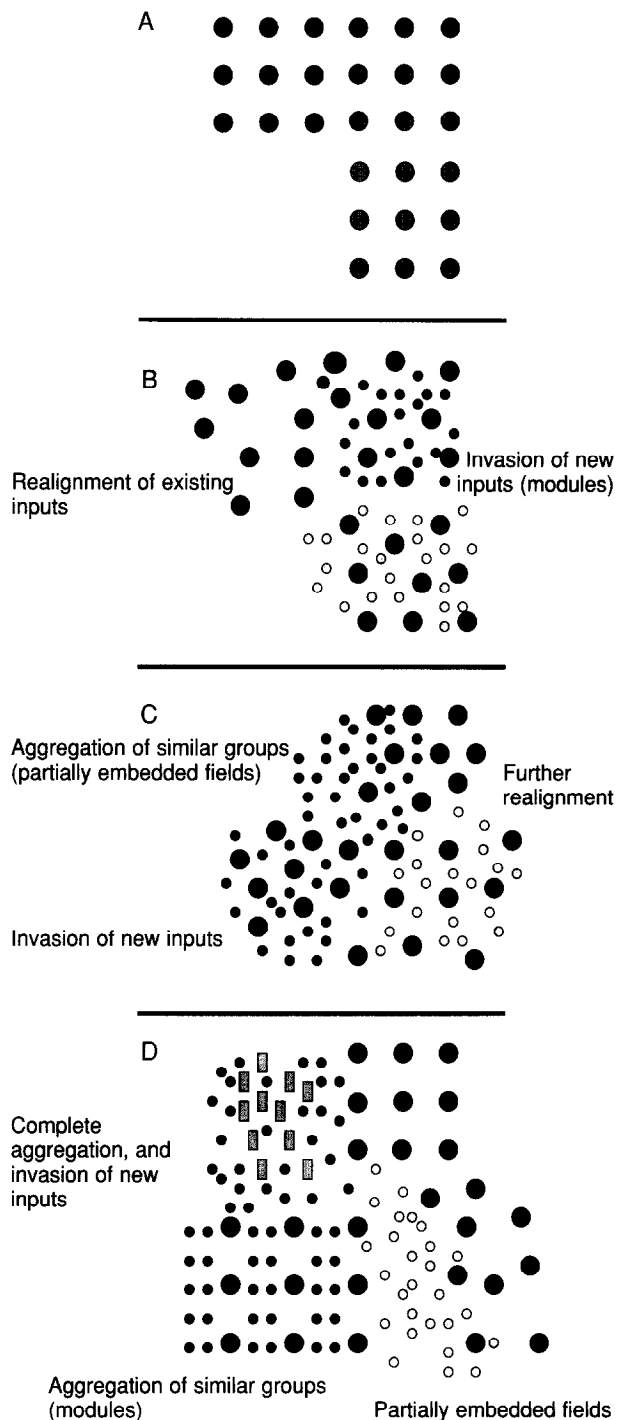 A
B
Realignment of existing
inputs
Invasion of new
inputs (modules)
C
Aggregation of similar groups
(partially embedded fields)
Further
realignment
Invasion of new inputs
D
Complete
aggregation, and
invasion of new
inputs
Aggregation of similar groups
(modules)
Partially embedded fields